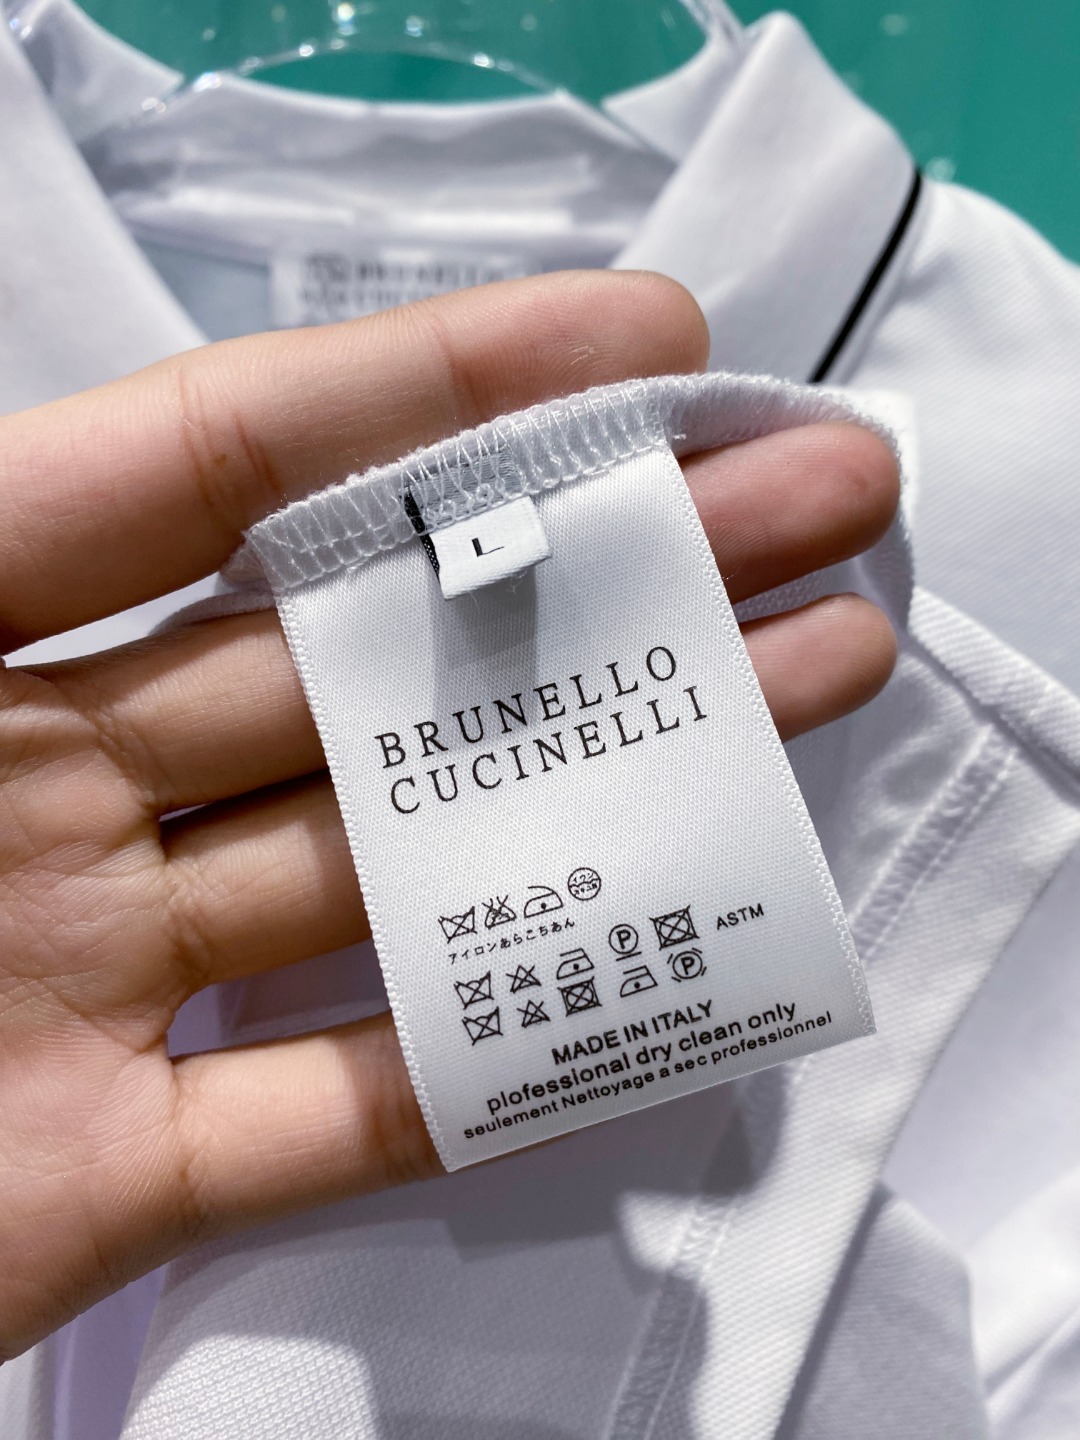 L
BRUNELLO
CUCINELLI
アイロンあらこちあん
P
ASTM
P
MADE IN ITALY
plofessional dry clean only
seulement Nettoyage a sec professionnel